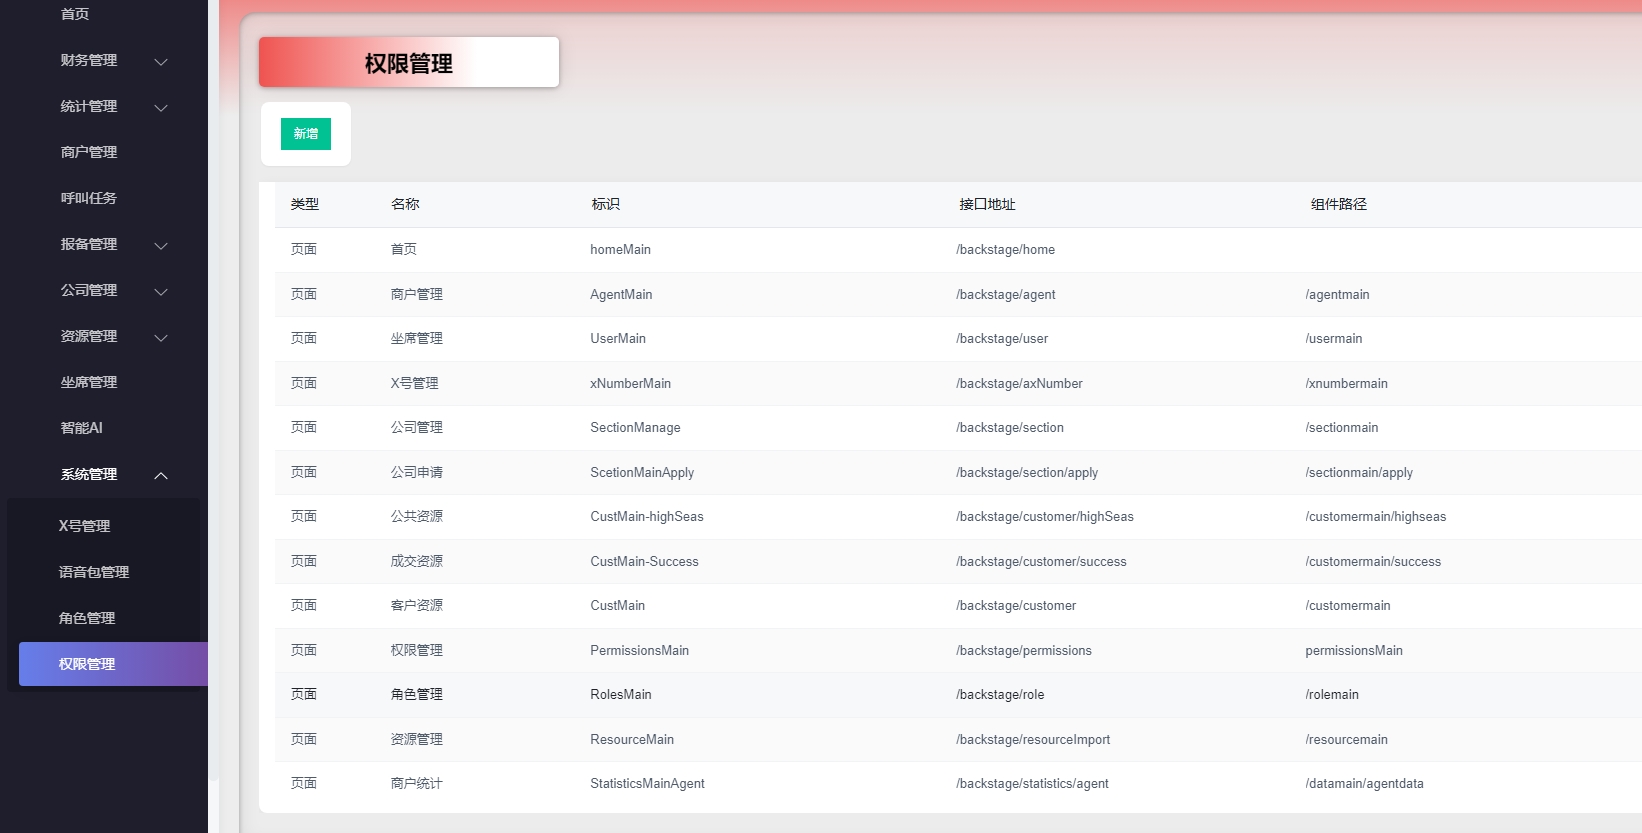 首页
财务管理
统计管理
商户管理
呼叫任务
报备管理
公司管理
资源管理
坐席管理
智能AI
系统管理
X号管理
语音包管理
角色管理
权限管理
权限管理
新增
类型 名称 标识 接口地址 组件路径
页面 首页 homeMain /backstage/home
页面 商户管理 AgentMain /backstage/agent /agentmain
页面 坐席管理 UserMain /backstage/user /usermain
页面 X号管理 xNumberMain /backstage/axNumber /xnumbermain
页面 公司管理 SectionManage /backstage/section /sectionmain
页面 公司申请 ScetionMainApply /backstage/section/apply /sectionmain/apply
页面 公共资源 CustMain-highSeas /backstage/customer/highSeas /customermain/highseas
页面 成交资源 CustMain-Success /backstage/customer/success /customermain/success
页面 客户资源 CustMain /backstage/customer /customermain
页面 权限管理 PermissionsMain /backstage/permissions permissionsMain
页面 角色管理 RolesMain /backstage/role /rolemain
页面 资源管理 ResourceMain /backstage/resourceImport /resourcemain
页面 商户统计 StatisticsMainAgent /backstage/statistics/agent /datamain/agentdata